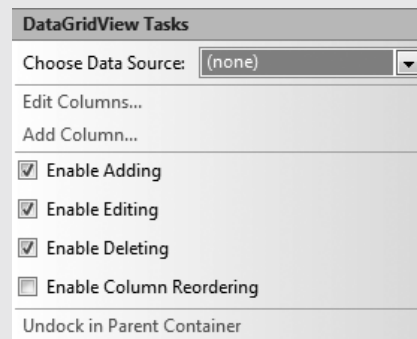 DataGridView Tasks
Choose Data Source: (none)
Edit Columns...
Add Column...
Enable Adding
Enable Editing
Enable Deleting
Enable Column Reordering
Undock in Parent Container